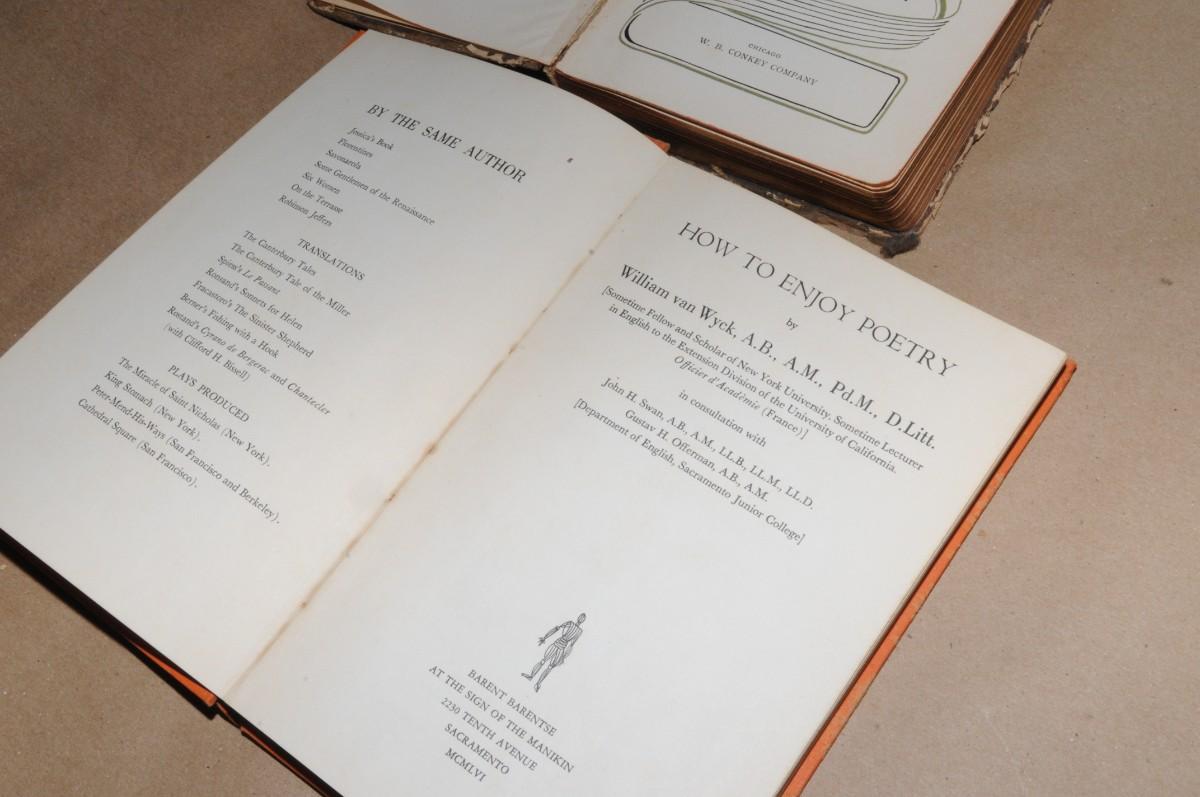 BY THE SAME AUTHOR
Jessica's Book
Florentines
Savonarola
Some Gentlemen of the Renaissance
Six Women
On the Terrasse
Robinson Jeffers
TRANSLATIONS
The Canterbury Tales
The Canterbury Tale of the Miller
Spire's Le Passant
Ronsard's Sonnets for Helen
Fracastoro's The Sinister Shepherd
Berner's Fishing with a Hook
Rostand's Cyrano de Bergerac and Chantecler
(with Clifford H. Bissell)
PLAYS PRODUCED
The Miracle of Saint Nicholas (New York).
King Stomach (New York).
Peter-Mend-His-Ways (San Francisco and Berkeley).
Cathedral Square (San Francisco).
HOW TO ENJOY POETRY
by
William van Wyck, A.B., A.M., Pd.M., D.Litt.
[Sometime Fellow and Scholar of New York University, Sometime Lecturer
in English to the Extension Division of the University of California.
Officier d'Académie (France)]
in consultation with
John H. Swan, A.B., A.M., LL.B., LL.M., LL.D.
Gustav H. Offerman, A.B., A.M.
[Department of English, Sacramento Junior College]
BARENT BARENTSE
AT THE SIGN OF THE MANIKIN
2230 TENTH AVENUE
SACRAMENTO
MCMLVI
CHICAGO
W. B. CONKEY COMPANY